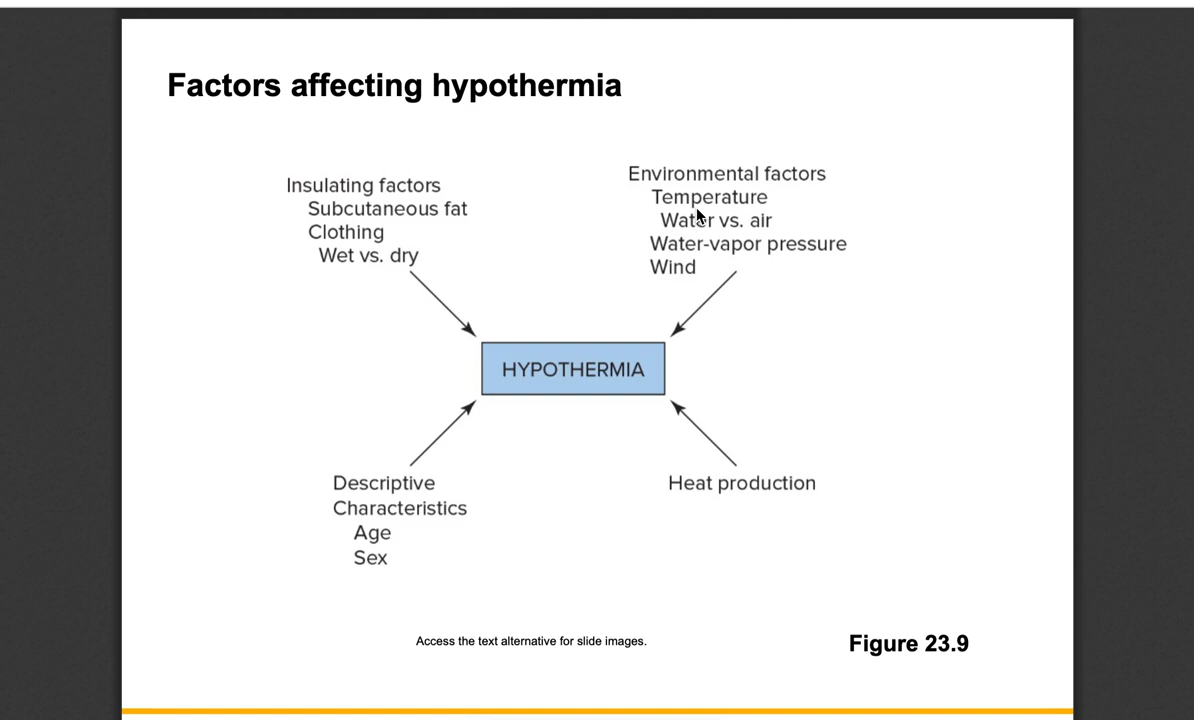 Factors affecting hypothermia
Insulating factors
Subcutaneous fat
Clothing
Wet vs. dry
Environmental factors
Temperature
Water vs. air
Water-vapor pressure
Wind
HYPOTHERMIA
Descriptive
Characteristics
Age
Sex
Heat production
Access the text alternative for slide images.
Figure 23.9